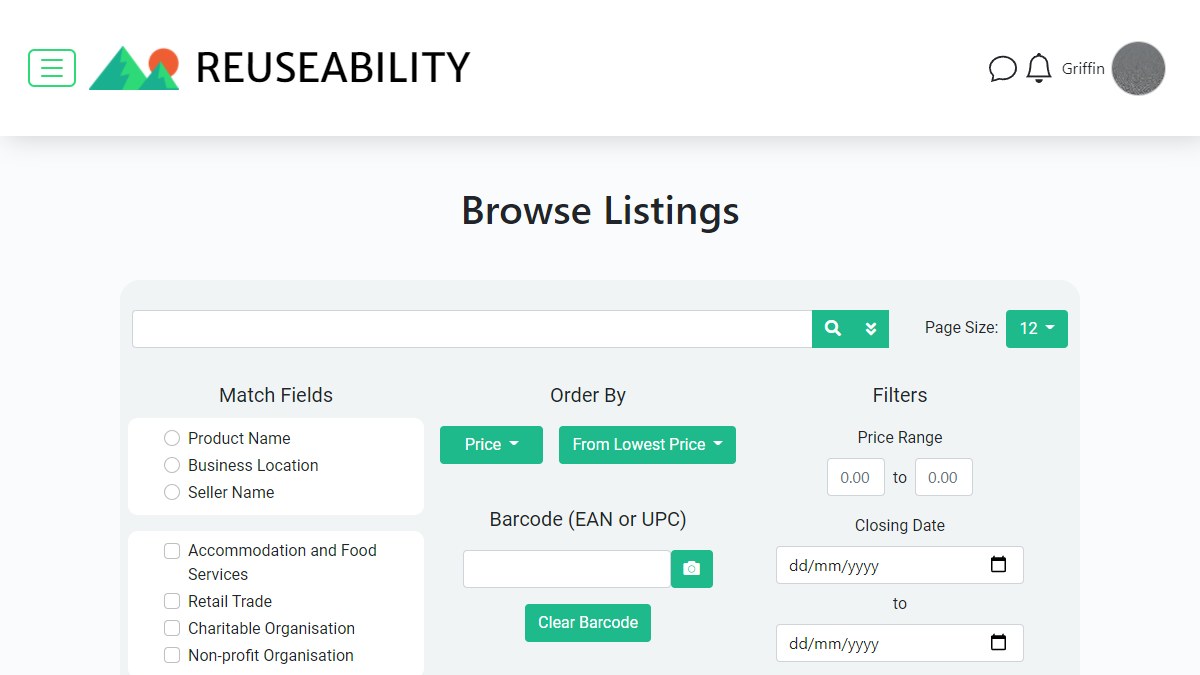 REUSEABILITY
Griffin
Browse Listings
Page Size:
12
Match Fields
Product Name
Business Location
Seller Name
Accommodation and Food
Services
Retail Trade
Charitable Organisation
Non-profit Organisation
Order By
Price
From Lowest Price
Barcode (EAN or UPC)
Clear Barcode
Filters
Price Range
0.00 to 0.00
Closing Date
dd/mm/yyyy
to
dd/mm/yyyy